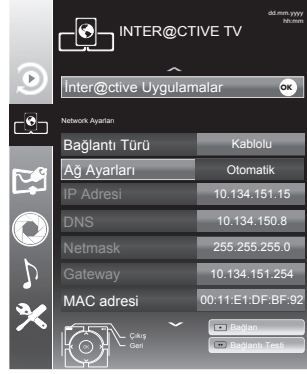 dd.mm.yyyy
hh:mm
INTER@CTIVE TV
İnter@ctive Uygulamalar OK
Network Ayarları
Bağlantı Türü Kablolu
Ağ Ayarları Otomatik
IP Adresi 10.134.151.15
DNS 10.134.150.8
Netmask 255.255.255.0
Gateway 10.134.151.254
MAC adresi 00:11:E1:DF:BF:92
Çıkış
Geri
OK
Bağlan
Bağlantı Testi